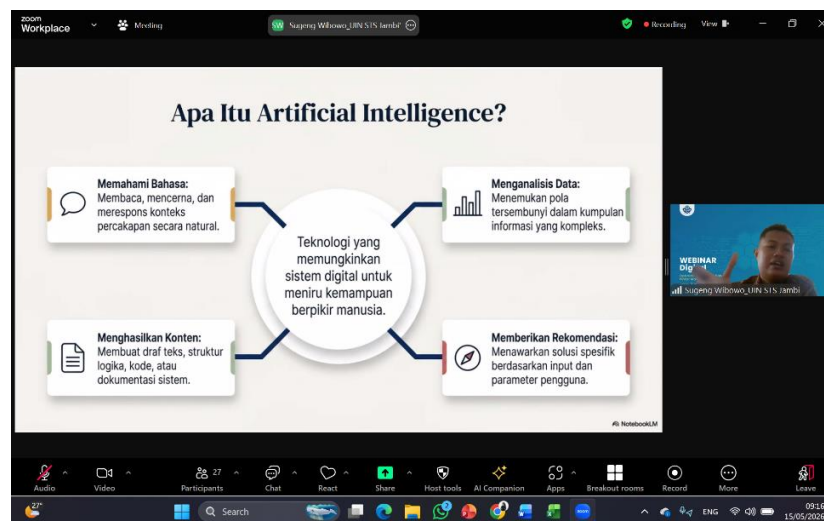 zoom
Workplace
Meeting
SW Sugeng Wibowo_UIN STS Jambi'
Recording
View
Apa Itu Artificial Intelligence?
Memahami Bahasa:
Membaca, mencerna, dan
merespons konteks
percakapan secara natural.
Menganalisis Data:
Menemukan pola
tersembunyi dalam kumpulan
informasi yang kompleks.
Teknologi yang
memungkinkan
sistem digital untuk
meniru kemampuan
berpikir manusia.
Menghasilkan Konten:
Membuat draf teks, struktur
logika, kode, atau
dokumentasi sistem.
Memberikan Rekomendasi:
Menawarkan solusi spesifik
berdasarkan input dan
parameter pengguna.
NotebookLM
WEBINAR
Sugeng Wibowo_UIN STS Jambi
Audio
Video
27
Participants
Chat
React
Share
Host tools
AI Companion
Apps
Breakout rooms
Record
More
Leave
27°
Search
ENG
09:16
15/05/2026